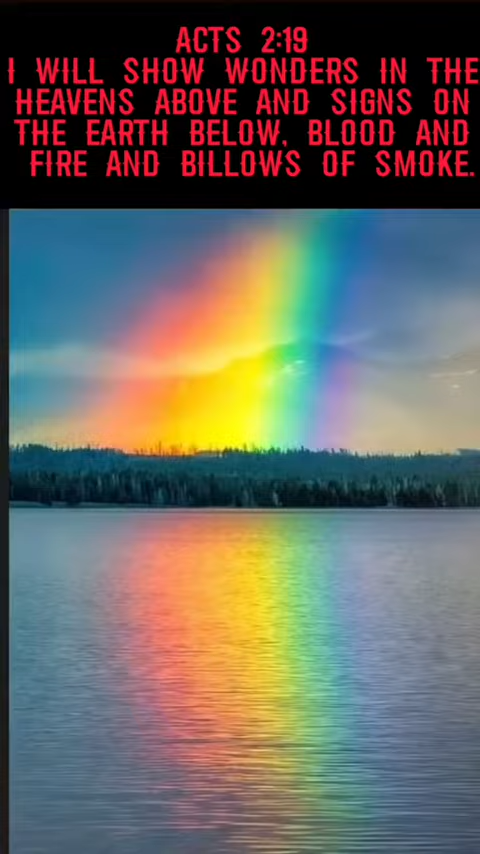 ACTS 2:19
I WILL SHOW WONDERS IN THE
HEAVENS ABOVE AND SIGNS ON
THE EARTH BELOW, BLOOD AND
FIRE AND BILLOWS OF SMOKE.